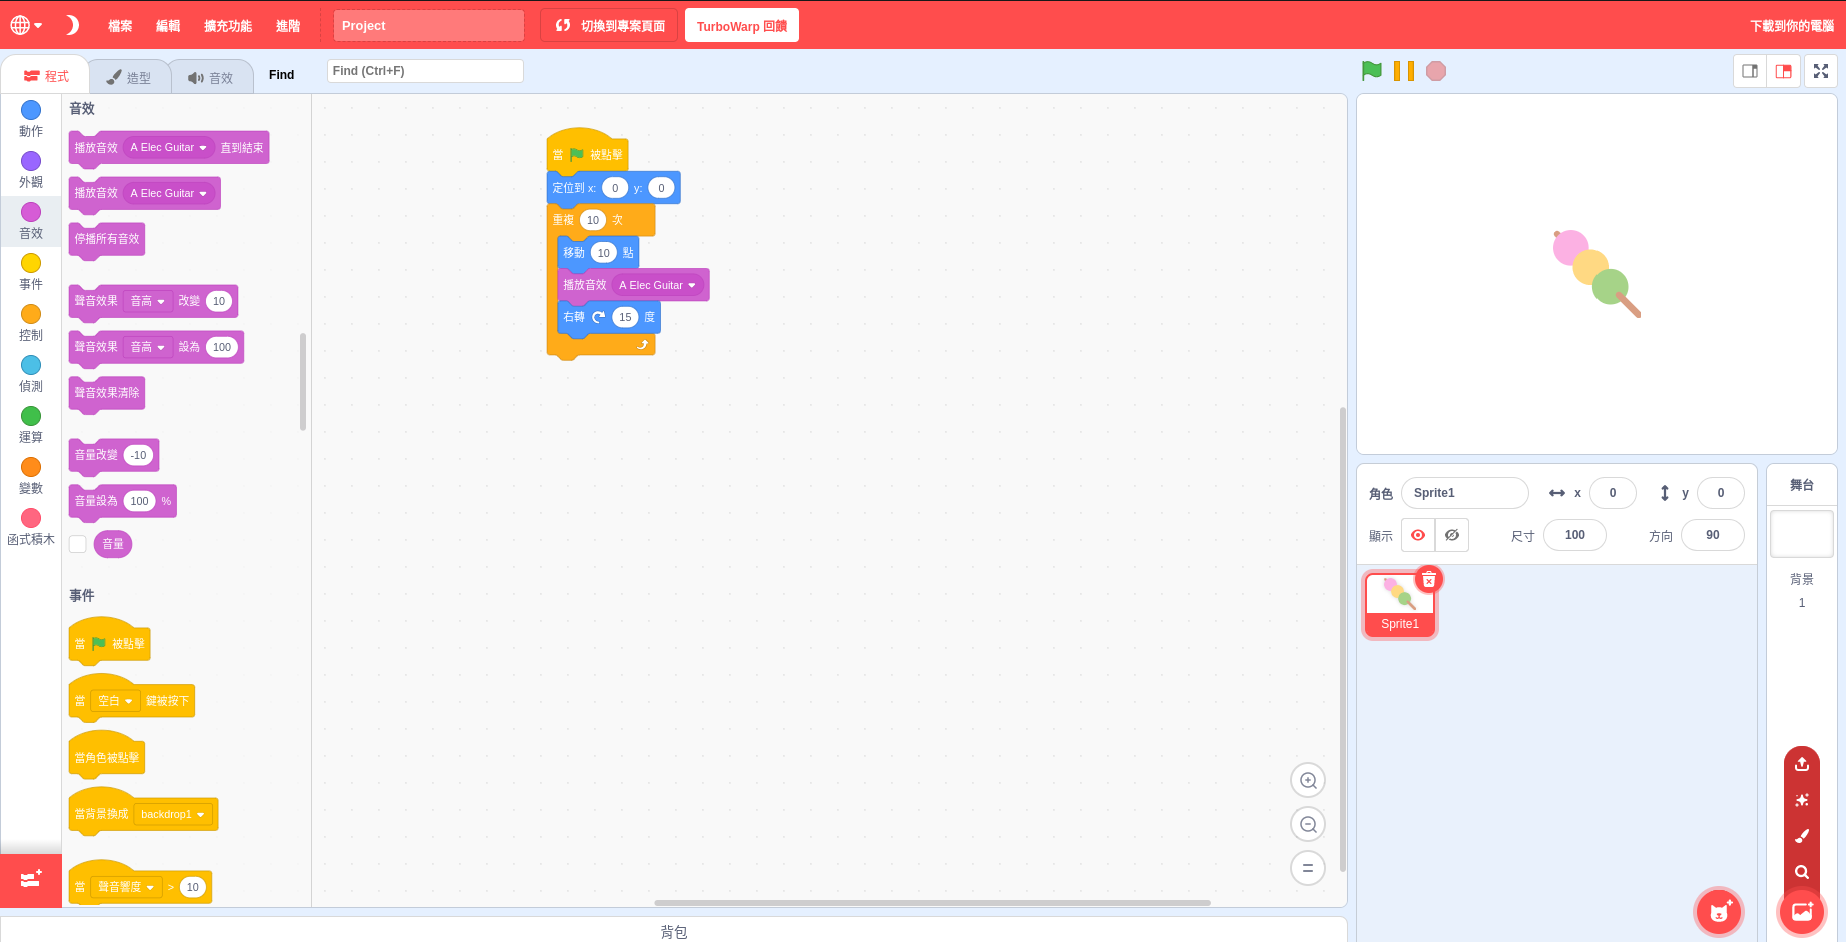 檔案 編輯 擴充功能 進階 Project 切換到專案頁面 TurboWarp 回饋 下載到你的電腦
程式 造型 音效 Find Find (Ctrl+F)
動作
外觀
音效
事件
控制
偵測
運算
變數
函式積木
音效
播放音效 A Elec Guitar 直到結束
播放音效 A Elec Guitar
停播所有音效
聲音效果 音高 改變 10
聲音效果 音高 設為 100
聲音效果清除
音量改變 -10
音量設為 100 %
音量
事件
當 被點擊
當 空白 鍵被按下
當角色被點擊
當背景換成 backdrop1
當 聲音響度 > 10
當 被點擊
定位到 x: 0 y: 0
重複 10 次
移動 10 點
播放音效 A Elec Guitar
右轉 15 度
背包
角色 Sprite1 x 0 y 0
顯示 尺寸 100 方向 90
Sprite1
舞台
背景
1